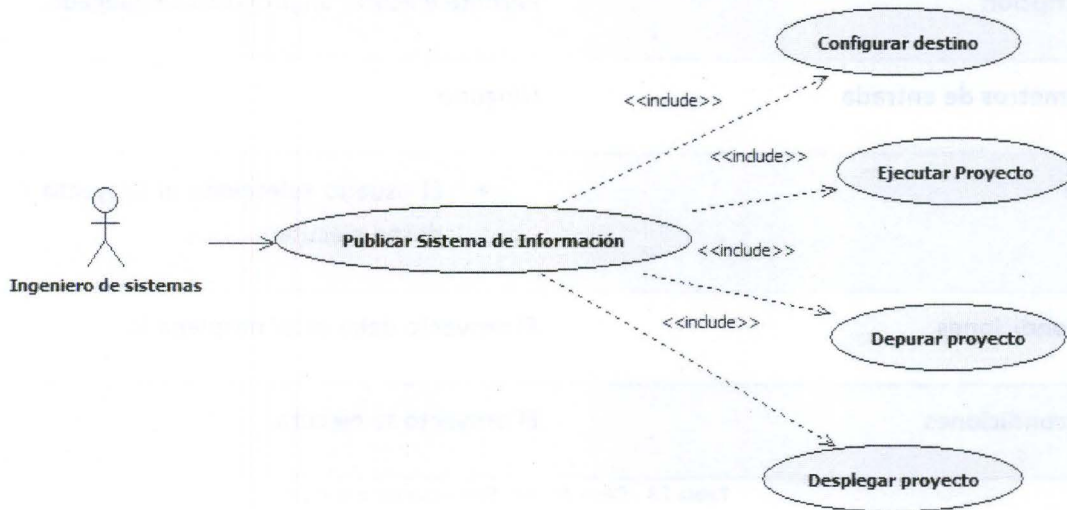 Configurar destino
<<include>>
<<include>>
Ejecutar Proyecto
Publicar Sistema de Información
<<include>>
Ingeniero de sistemas
<<include>>
Depurar proyecto
Desplegar proyecto